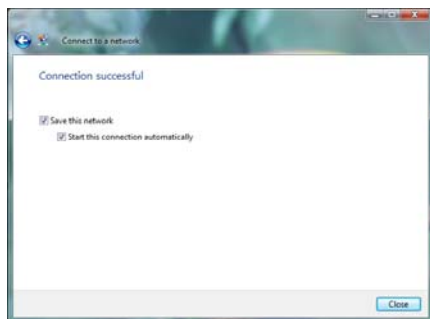 Connect to a network
Connection successful
Save this network
Start this connection automatically
Close